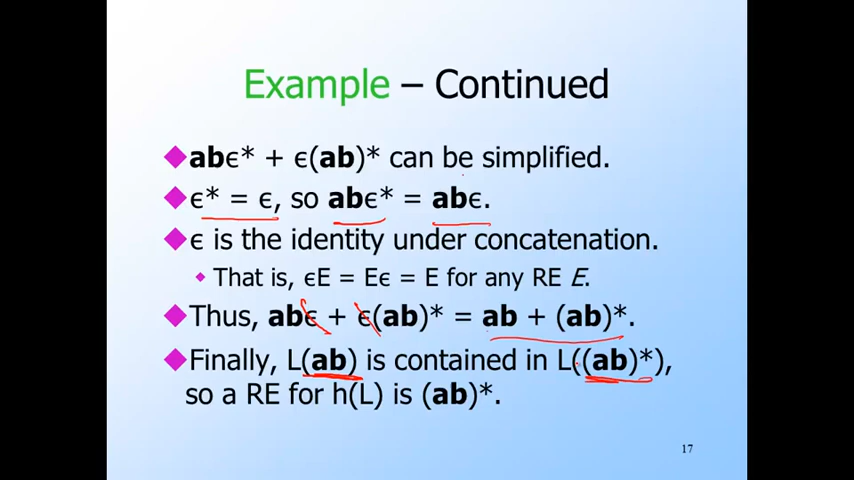 Example – Continued
abϵ* + ϵ(ab)* can be simplified.
ϵ* = ϵ, so abϵ* = abϵ.
ϵ is the identity under concatenation.
That is, ϵE = Eϵ = E for any RE E.
Thus, abϵ + ϵ(ab)* = ab + (ab)*.
Finally, L(ab) is contained in L((ab)*),
so a RE for h(L) is (ab)*.
17